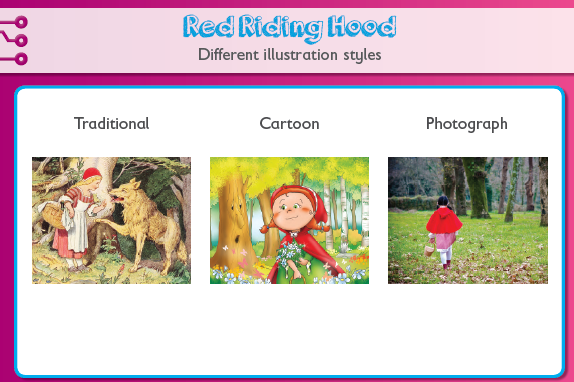 Red Riding Hood
Different illustration styles
Traditional
Cartoon
Photograph